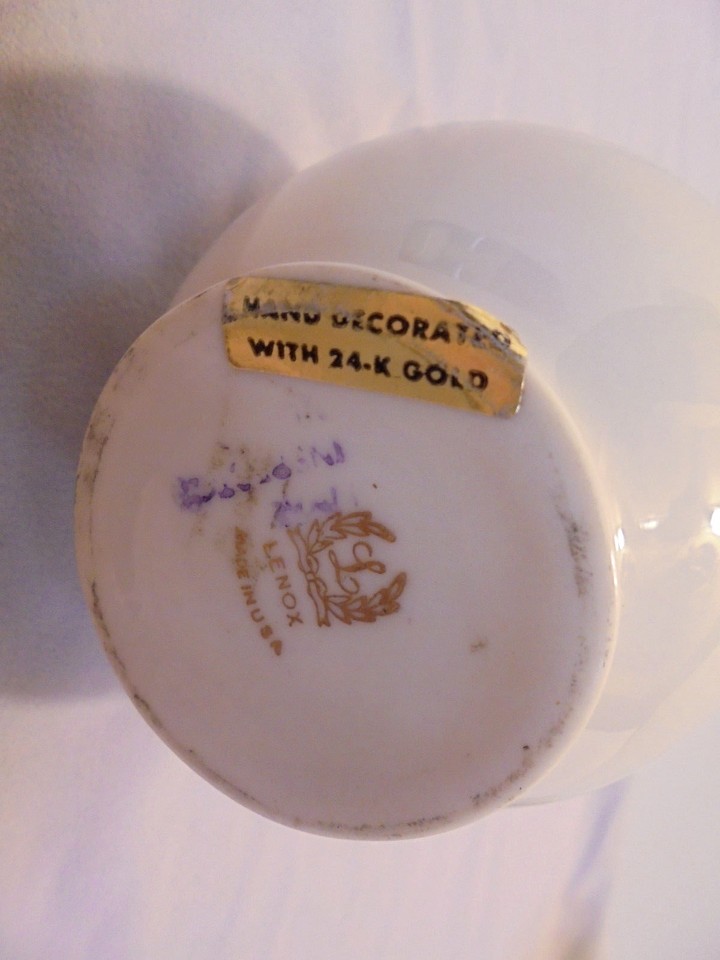 HAND DECORATED
WITH 24-K GOLD
L
LENOX
MADE IN USA